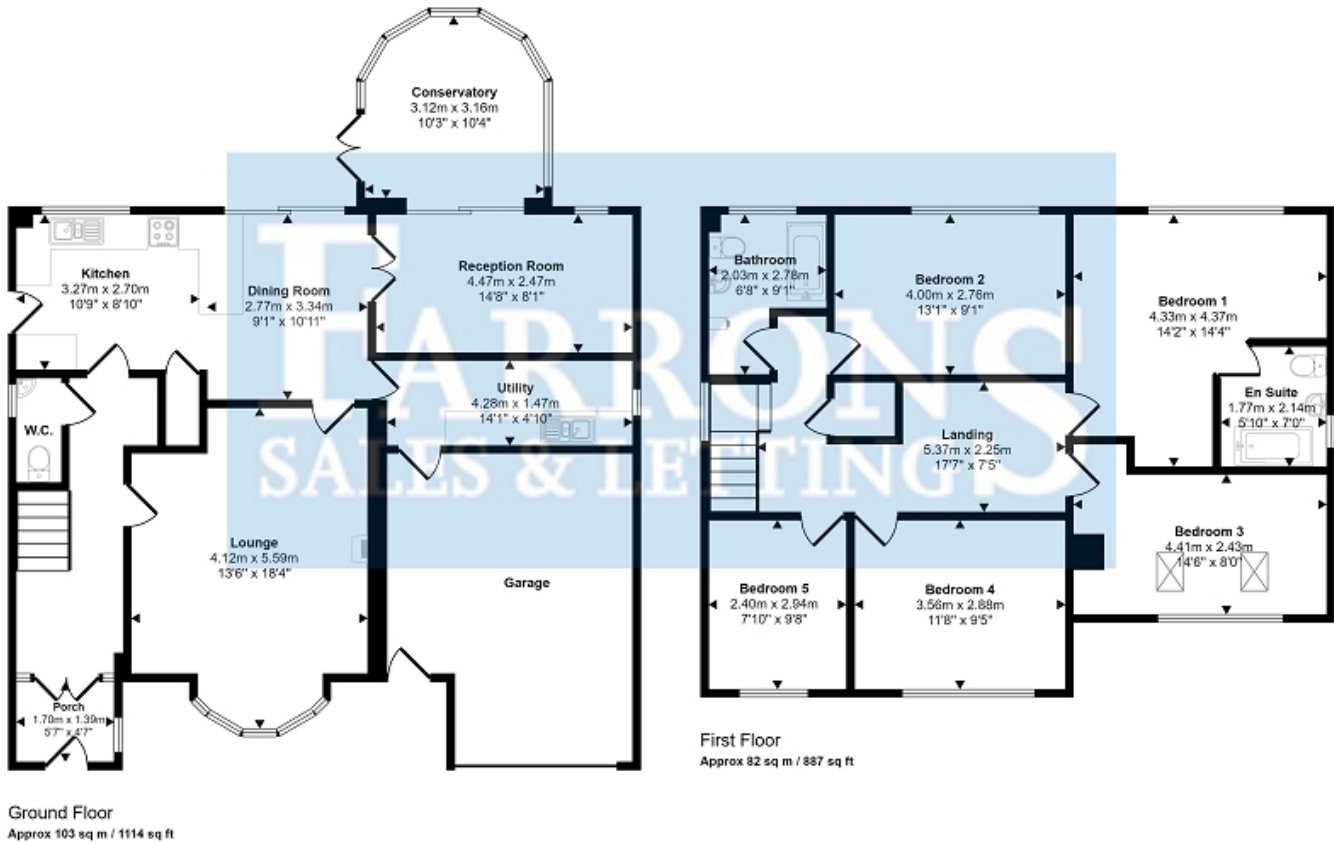 Conservatory
3.12m x 3.16m
10'3" x 10'4"
Kitchen
3.27m x 2.70m
10'9" x 8'10"
Dining Room
2.77m x 3.34m
9'1" x 10'11"
Reception Room
4.47m x 2.47m
14'8" x 8'1"
Utility
4.28m x 1.47m
14'1" x 4'10"
W.C.
Lounge
4.12m x 5.59m
13'6" x 18'4"
Garage
Porch
1.70m x 1.39m
5'7" x 4'7"
Ground Floor
Approx 103 sq m / 1114 sq ft
Bathroom
2.03m x 2.78m
6'8" x 9'1"
Bedroom 2
4.00m x 2.76m
13'1" x 9'1"
Bedroom 1
4.33m x 4.37m
14'2" x 14'4"
En Suite
1.77m x 2.14m
5'10" x 7'0"
Landing
5.37m x 2.25m
17'7" x 7'5"
Bedroom 3
4.41m x 2.43m
14'6" x 8'0"
Bedroom 5
2.40m x 2.94m
7'10" x 9'8"
Bedroom 4
3.56m x 2.88m
11'8" x 9'5"
First Floor
Approx 82 sq m / 887 sq ft
FARRONS
SALES & LETTINGS